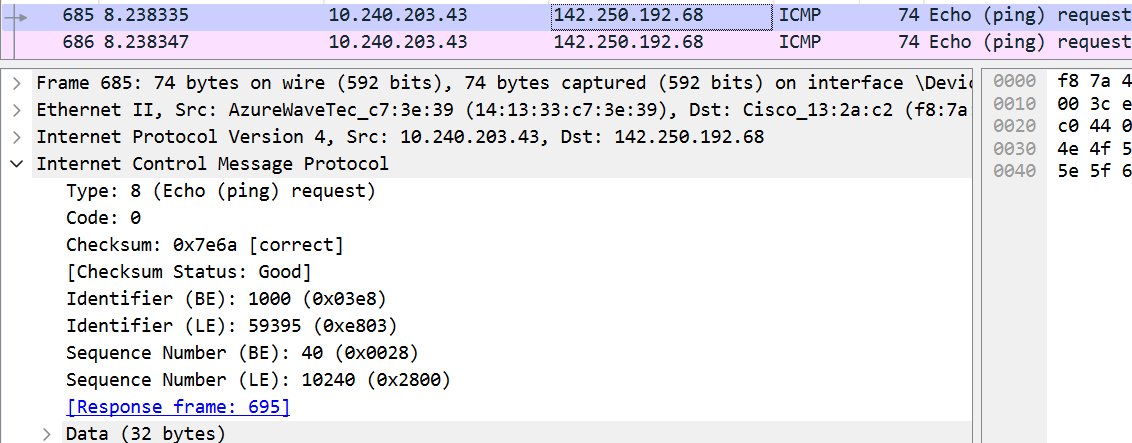 685 8.238335 10.240.203.43 142.250.192.68 ICMP 74 Echo (ping) request
686 8.238347 10.240.203.43 142.250.192.68 ICMP 74 Echo (ping) request
Frame 685: 74 bytes on wire (592 bits), 74 bytes captured (592 bits) on interface \Devic
Ethernet II, Src: AzureWaveTec_c7:3e:39 (14:13:33:c7:3e:39), Dst: Cisco_13:2a:c2 (f8:7a
Internet Protocol Version 4, Src: 10.240.203.43, Dst: 142.250.192.68
Internet Control Message Protocol
Type: 8 (Echo (ping) request)
Code: 0
Checksum: 0x7e6a [correct]
[Checksum Status: Good]
Identifier (BE): 1000 (0x03e8)
Identifier (LE): 59395 (0xe803)
Sequence Number (BE): 40 (0x0028)
Sequence Number (LE): 10240 (0x2800)
[Response frame: 695]
Data (32 bytes)
0000 f8 7a 4
0010 00 3c e
0020 c0 44 0
0030 4e 4f 5
0040 5e 5f 6